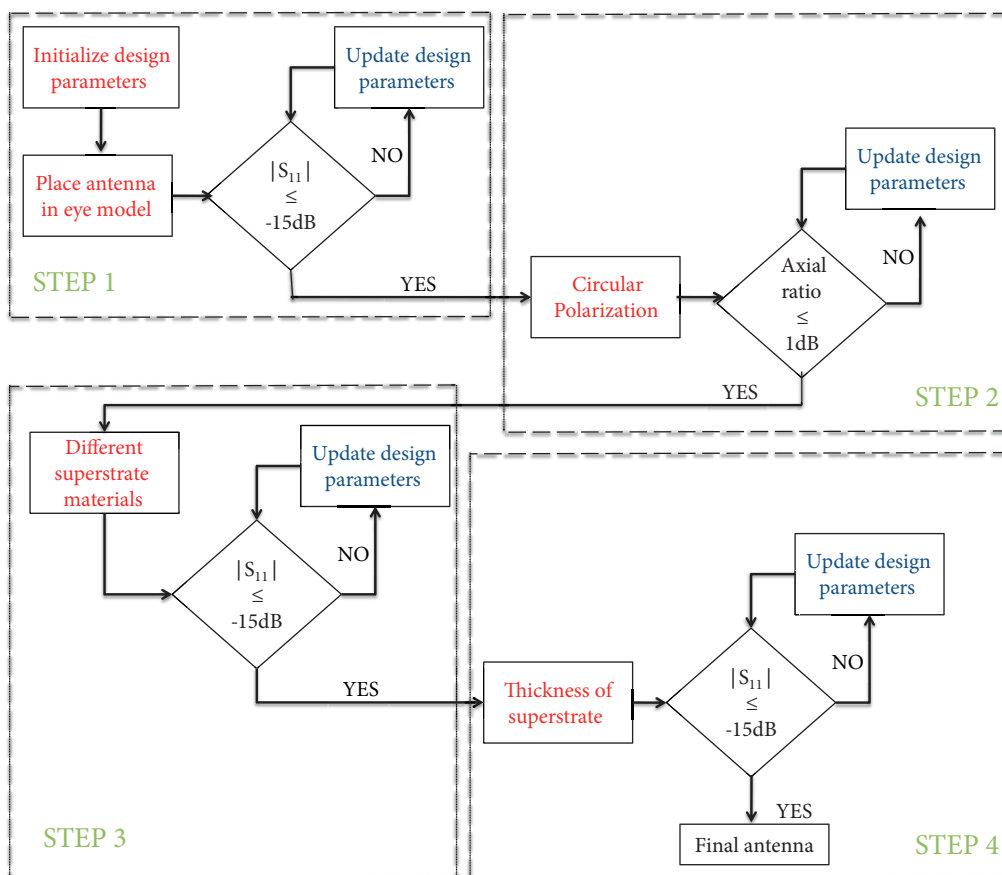 Initialize design
parameters
Update design
parameters
Place antenna
in eye model
|S₁₁|
≤
-15dB
NO
YES
STEP 1
Circular
Polarization
Axial
ratio
≤
1dB
Update design
parameters
NO
YES
STEP 2
Different
superstrate
materials
|S₁₁|
≤
-15dB
Update design
parameters
NO
YES
STEP 3
Thickness of
superstrate
|S₁₁|
≤
-15dB
Update design
parameters
NO
YES
Final antenna
STEP 4